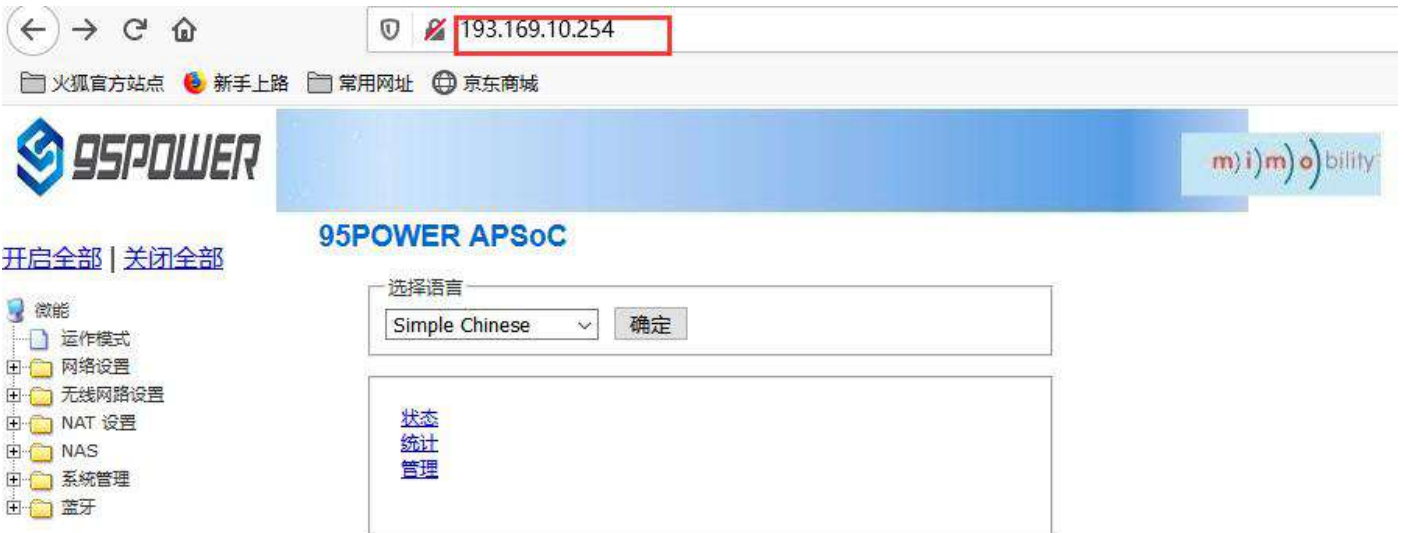 193.169.10.254
火狐官方站点 新手上路 常用网址 京东商城
95POWER
m)i)m)o)bility
95POWER APSoC
开启全部 | 关闭全部
选择语言
Simple Chinese 确定
微能
运作模式
网络设置
无线网路设置
NAT 设置
NAS
系统管理
蓝牙
状态
统计
管理